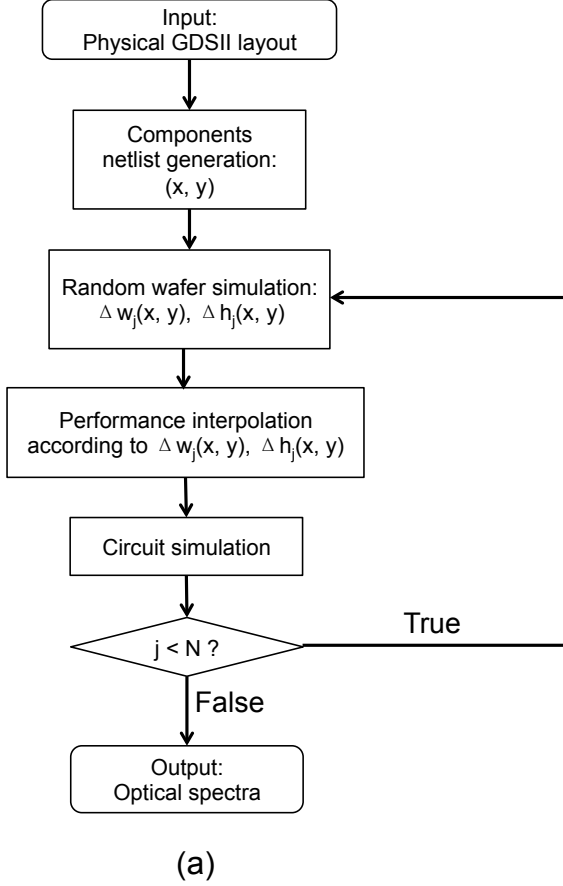 Input:
Physical GDSII layout
Components
netlist generation:
(x, y)
Random wafer simulation:
Δ wj(x, y), Δ hj(x, y)
Performance interpolation
according to Δ wj(x, y), Δ hj(x, y)
Circuit simulation
j < N ?
True
False
Output:
Optical spectra
(a)